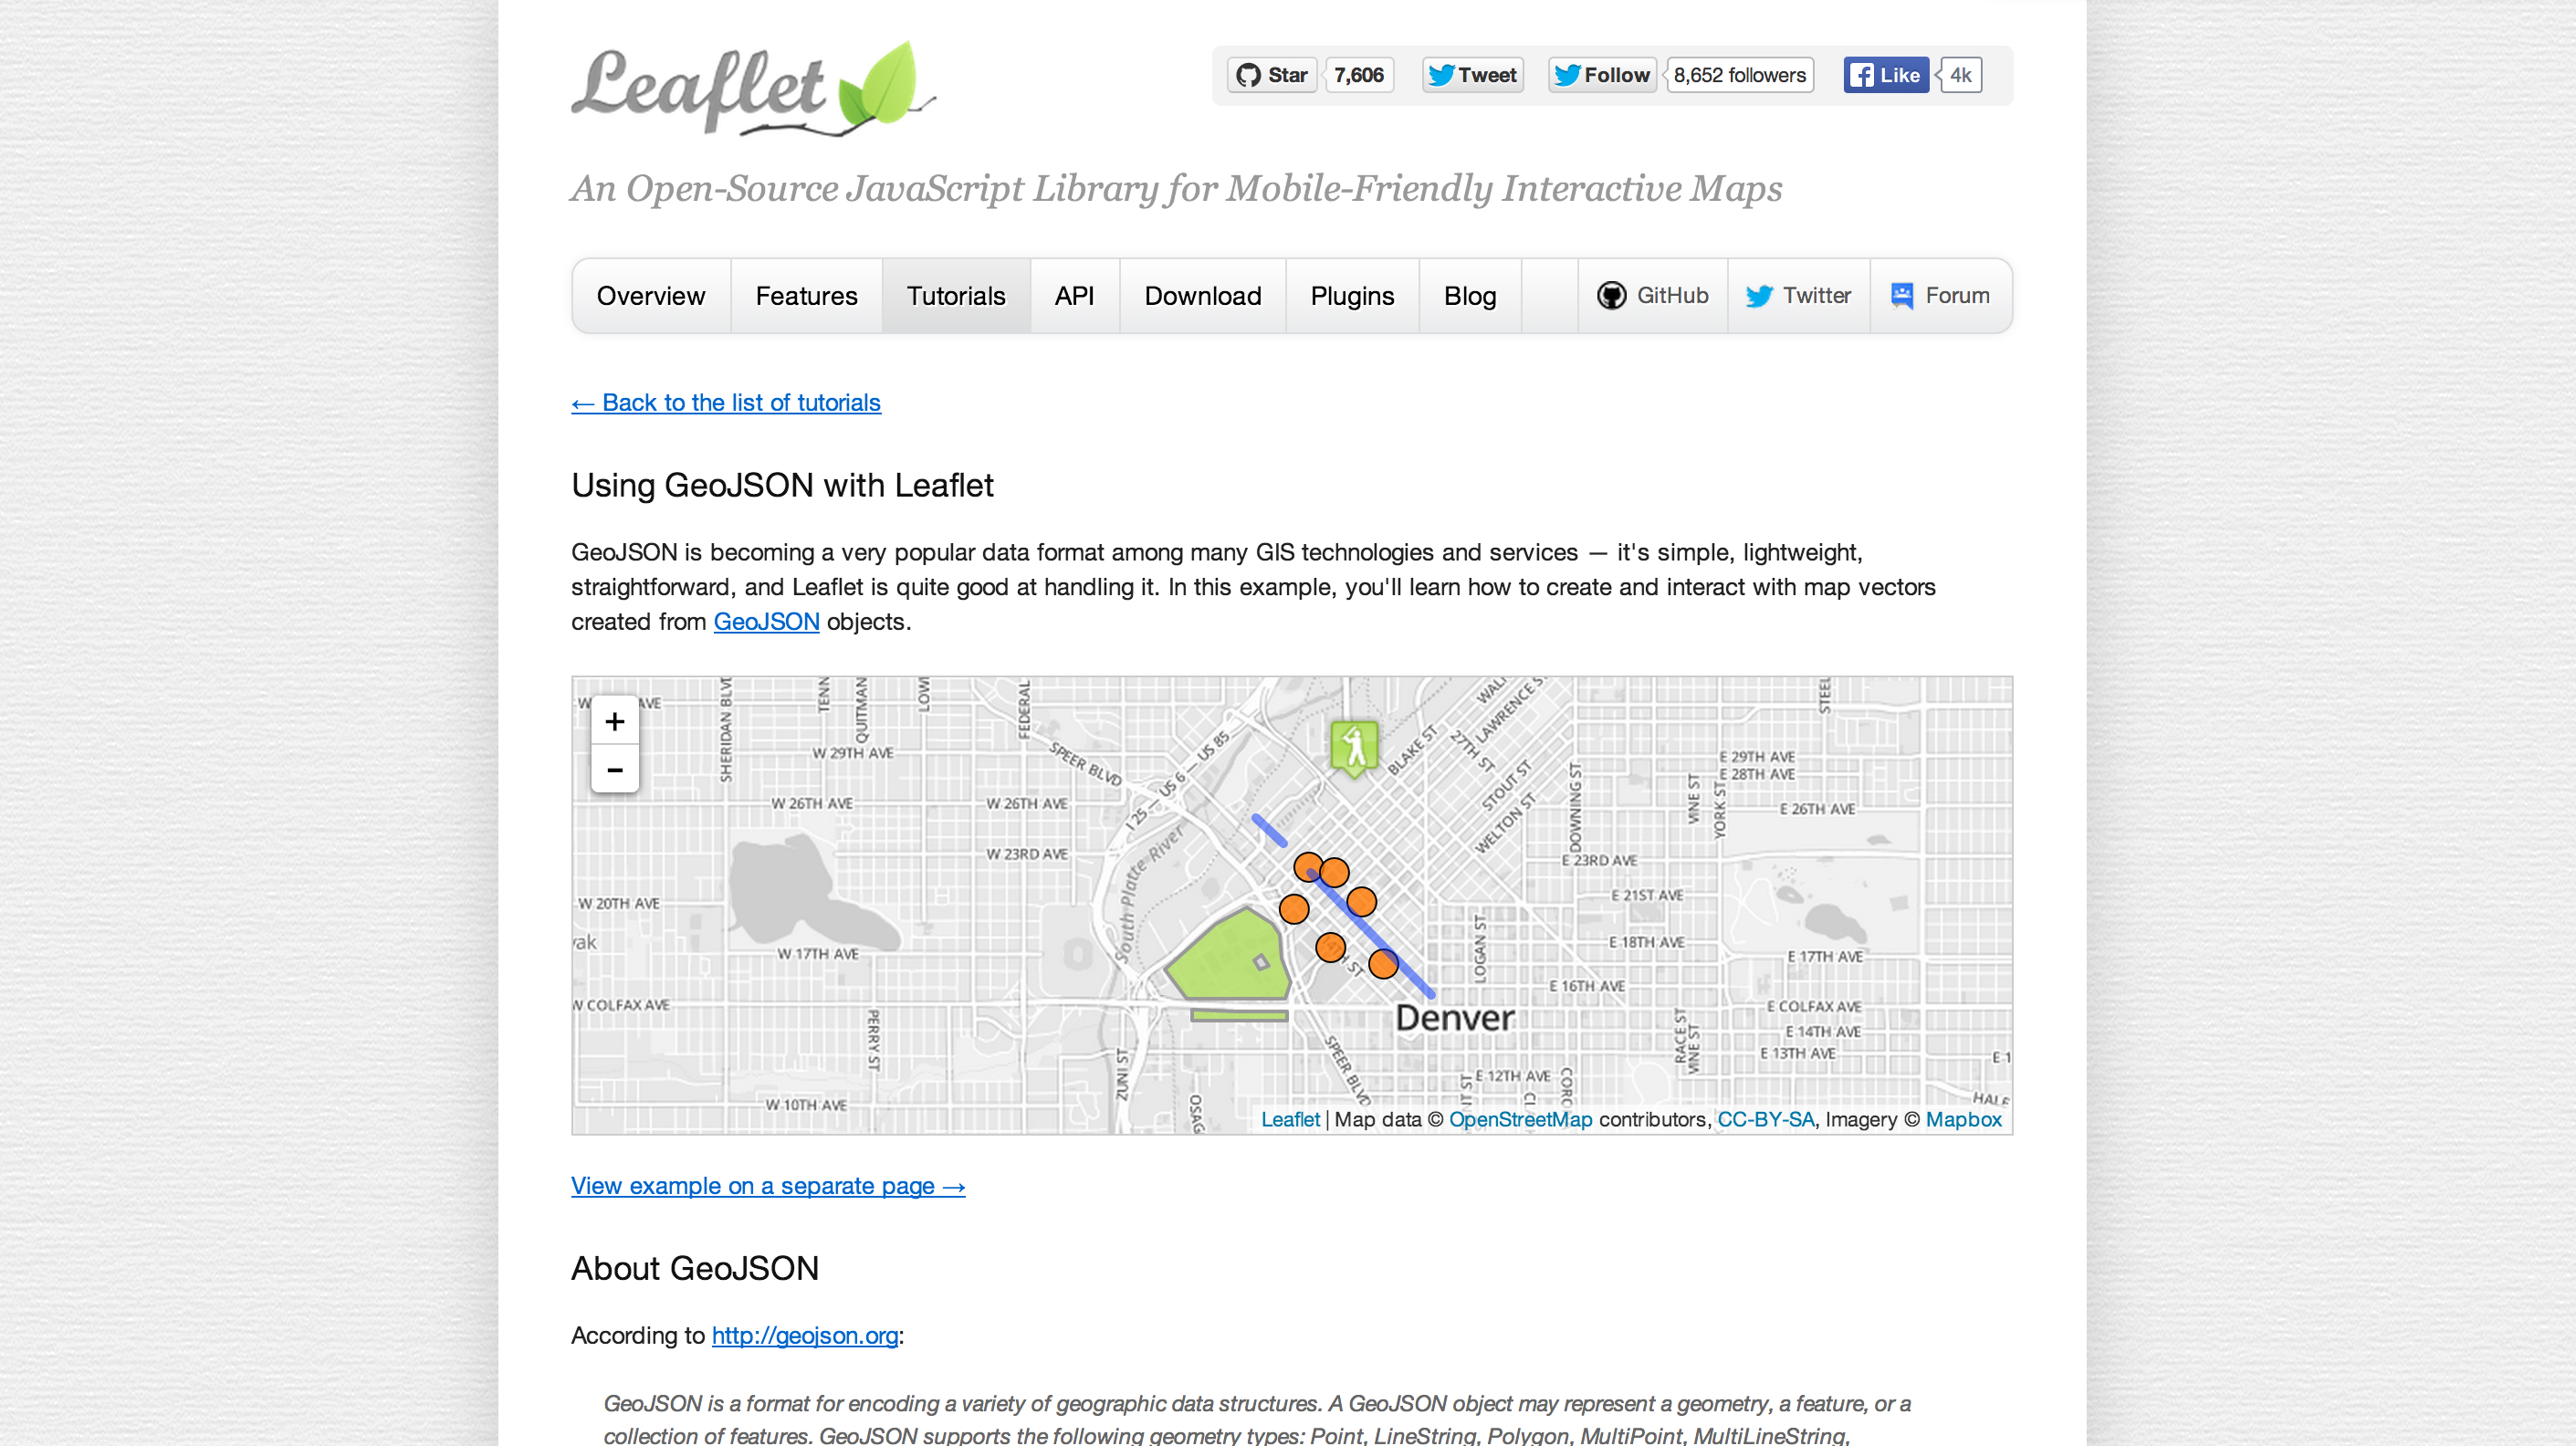 Leaflet
Star 7,606 Tweet Follow 8,652 followers Like 4k
An Open-Source JavaScript Library for Mobile-Friendly Interactive Maps
Overview Features Tutorials API Download Plugins Blog GitHub Twitter Forum
← Back to the list of tutorials
Using GeoJSON with Leaflet
GeoJSON is becoming a very popular data format among many GIS technologies and services — it's simple, lightweight,
straightforward, and Leaflet is quite good at handling it. In this example, you'll learn how to create and interact with map vectors
created from GeoJSON objects.
+
−
SHERIDAN BLVD
QUITMAN
FEDERAL
W 29TH AVE
SPEER BLVD
I 25 — US 6 — US 85
BLAKE ST
27TH ST
LAWRENCE S
STOUT ST
WELTON ST
DOWNING ST
VINE ST
YORK ST
STEEL
E 29TH AVE
E 28TH AVE
W 26TH AVE
W 26TH AVE
E 26TH AVE
W 23RD AVE
E 23RD AVE
South Platte River
W 20TH AVE
E 21ST AVE
W 17TH AVE
LOGAN ST
E 18TH AVE
E 17TH AVE
E 16TH AVE
W COLFAX AVE
Denver
E COLFAX AVE
PERRY ST
ZUNI ST
SPEER BLVD
RACE ST
VINE ST
E 14TH AVE
E 13TH AVE
E 12TH AVE
W 10TH AVE
OSAG
Leaflet | Map data © OpenStreetMap contributors, CC-BY-SA, Imagery © Mapbox
View example on a separate page →
About GeoJSON
According to http://geojson.org:
GeoJSON is a format for encoding a variety of geographic data structures. A GeoJSON object may represent a geometry, a feature, or a
collection of features. GeoJSON supports the following geometry types: Point, LineString, Polygon, MultiPoint, MultiLineString,